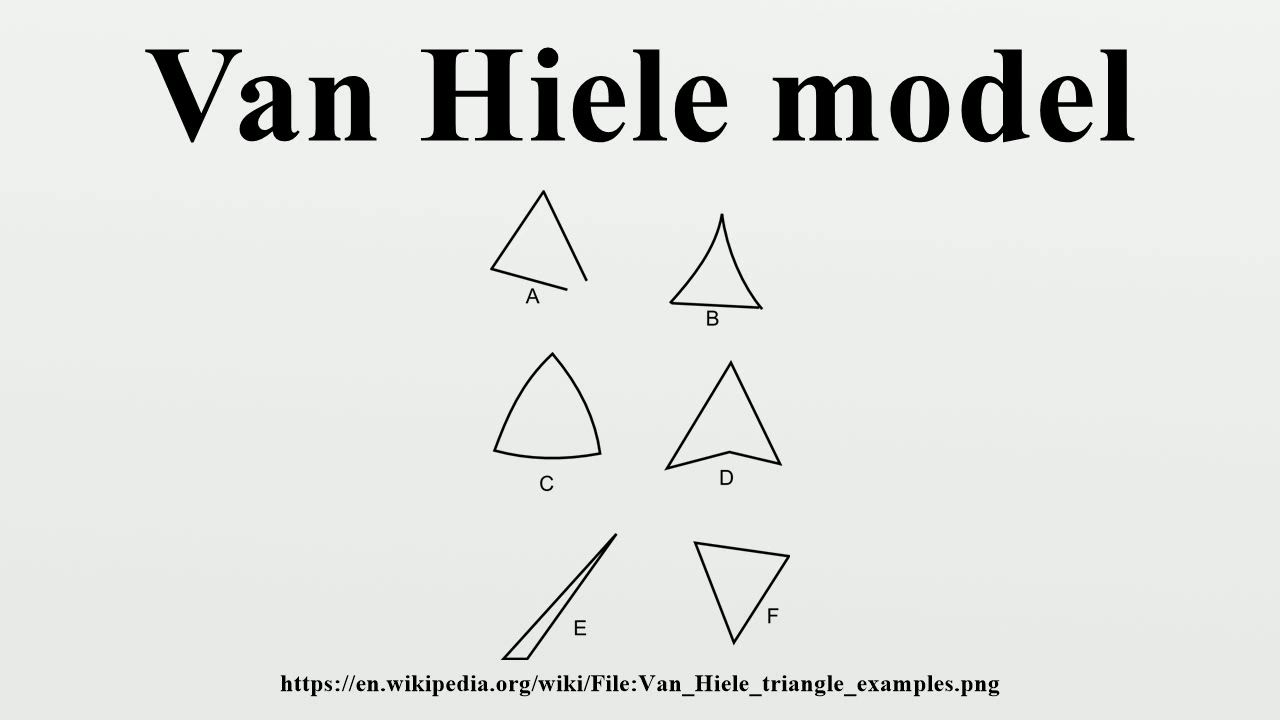 Van Hiele model
A
B
C
D
E
F
https://en.wikipedia.org/wiki/File:Van_Hiele_triangle_examples.png